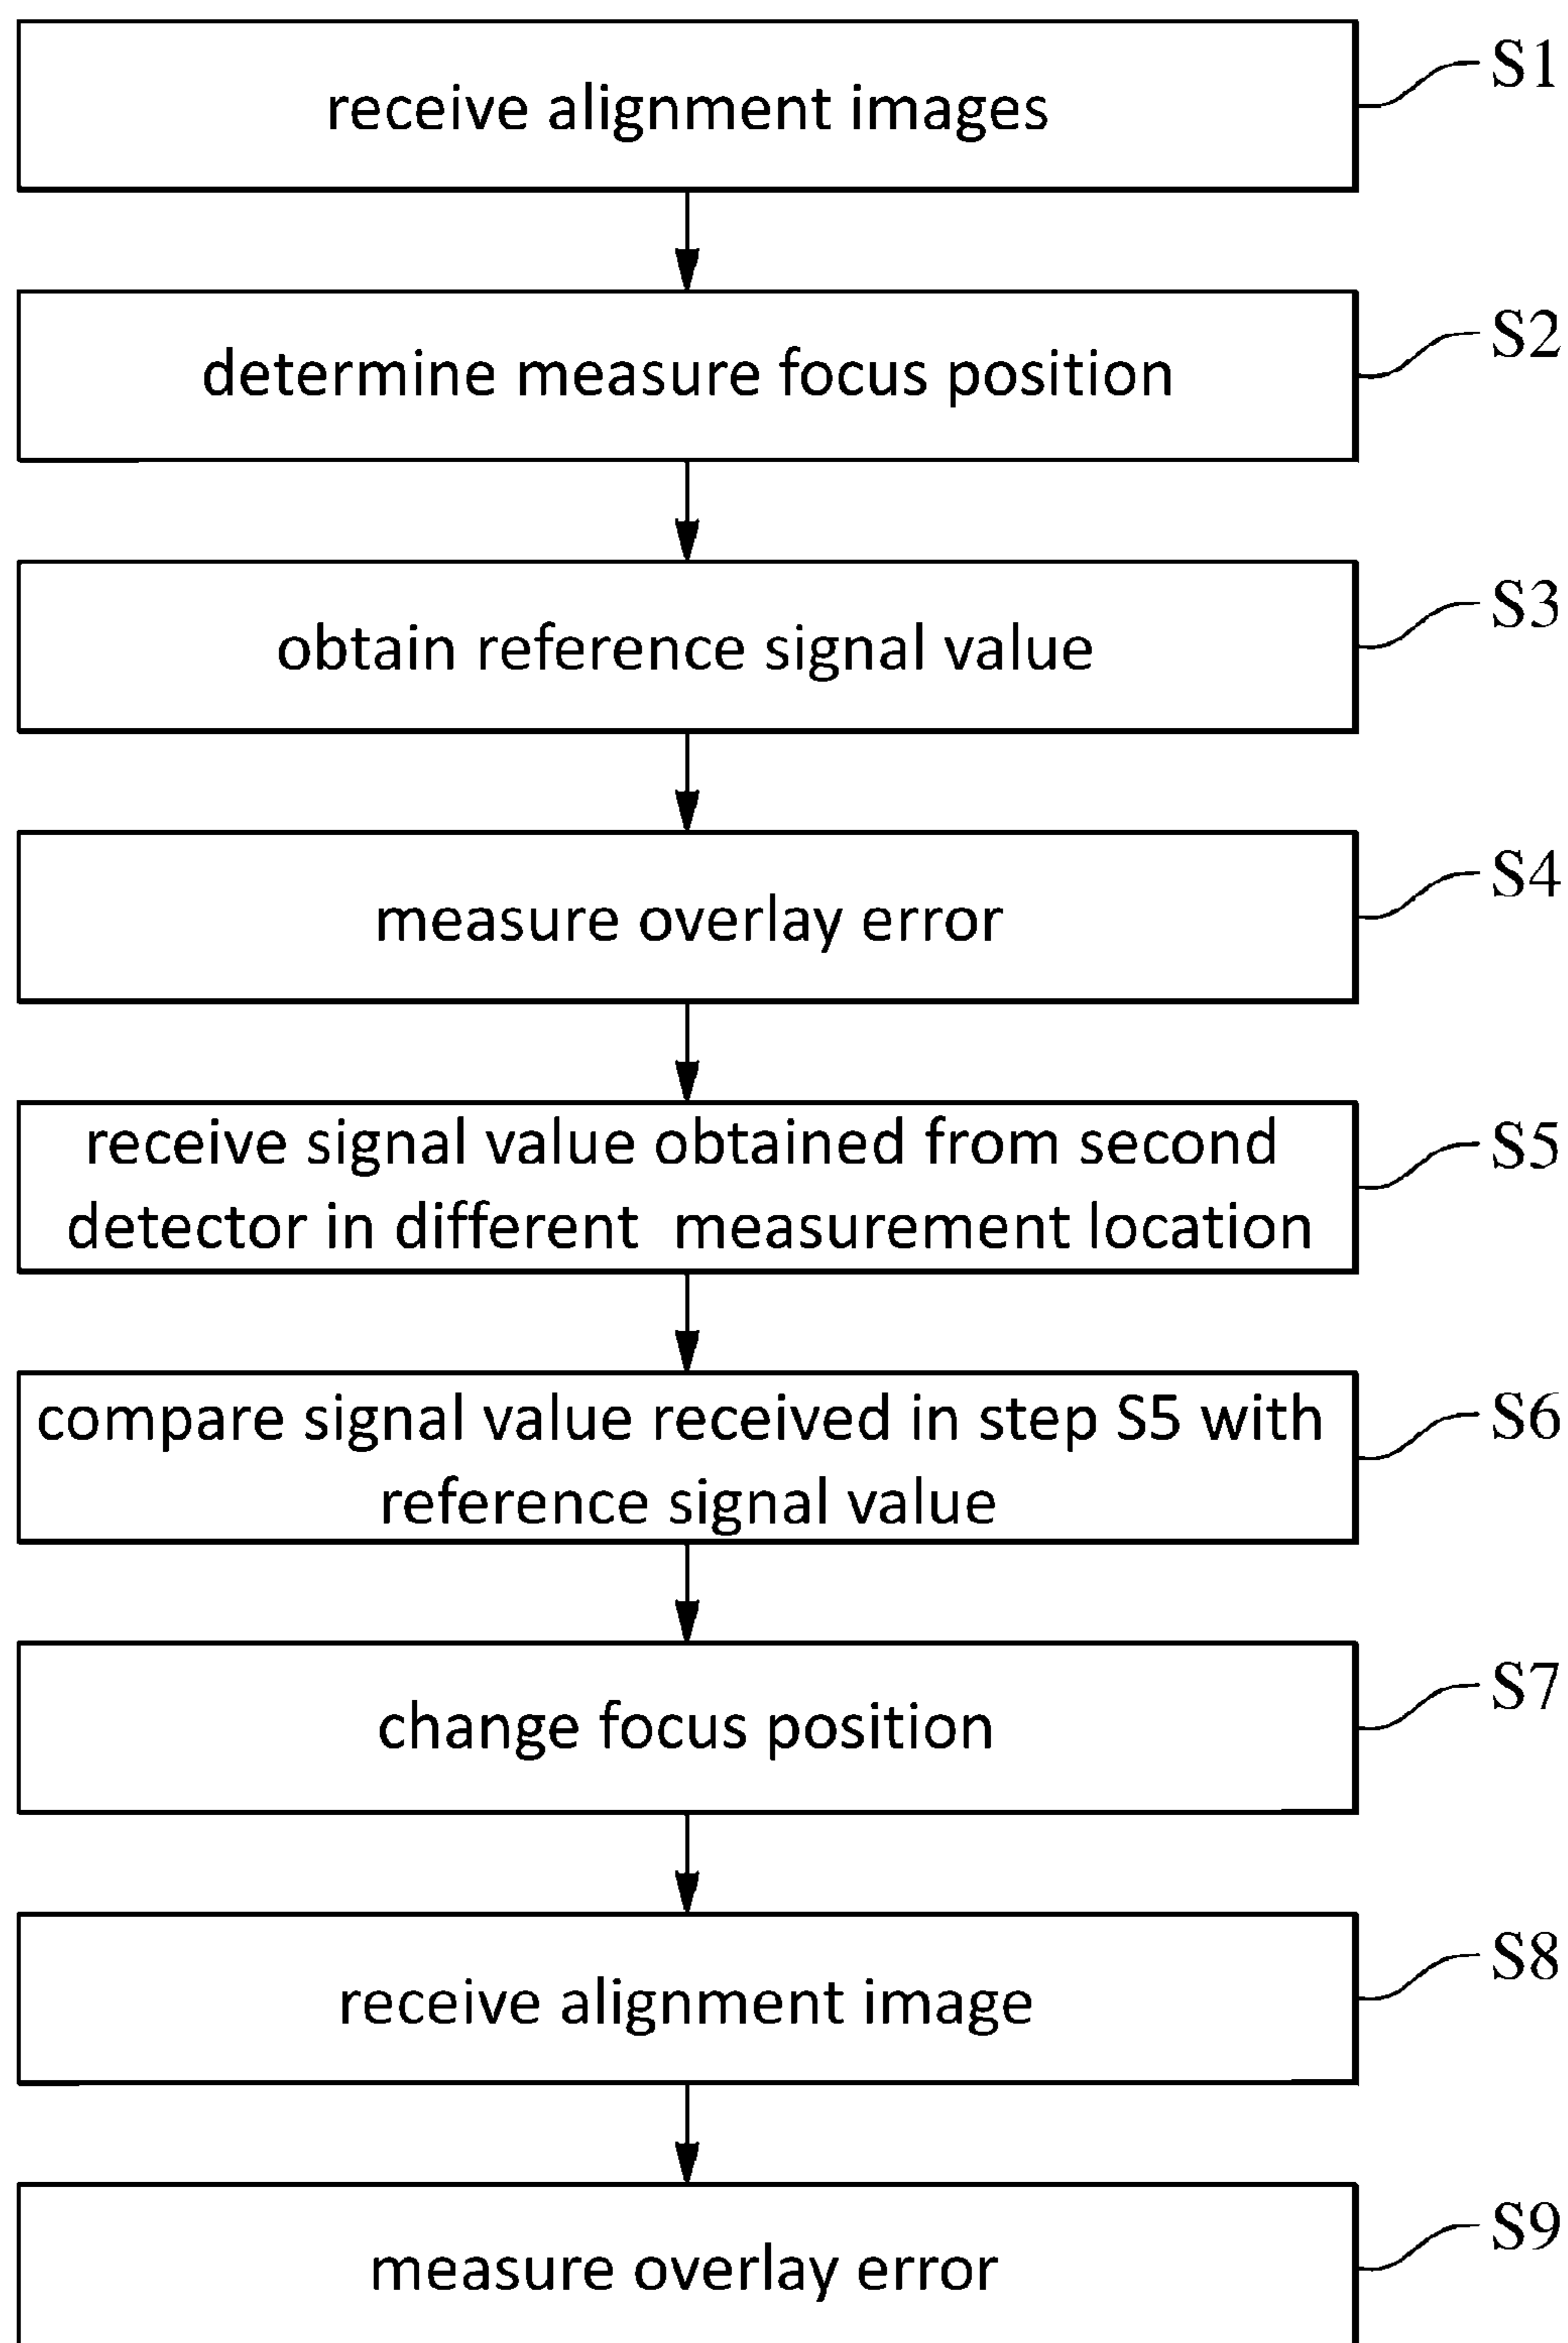 receive alignment images
S1
determine measure focus position
S2
obtain reference signal value
S3
measure overlay error
S4
receive signal value obtained from second
detector in different measurement location
S5
compare signal value received in step S5 with
reference signal value
S6
change focus position
S7
receive alignment image
S8
measure overlay error
S9